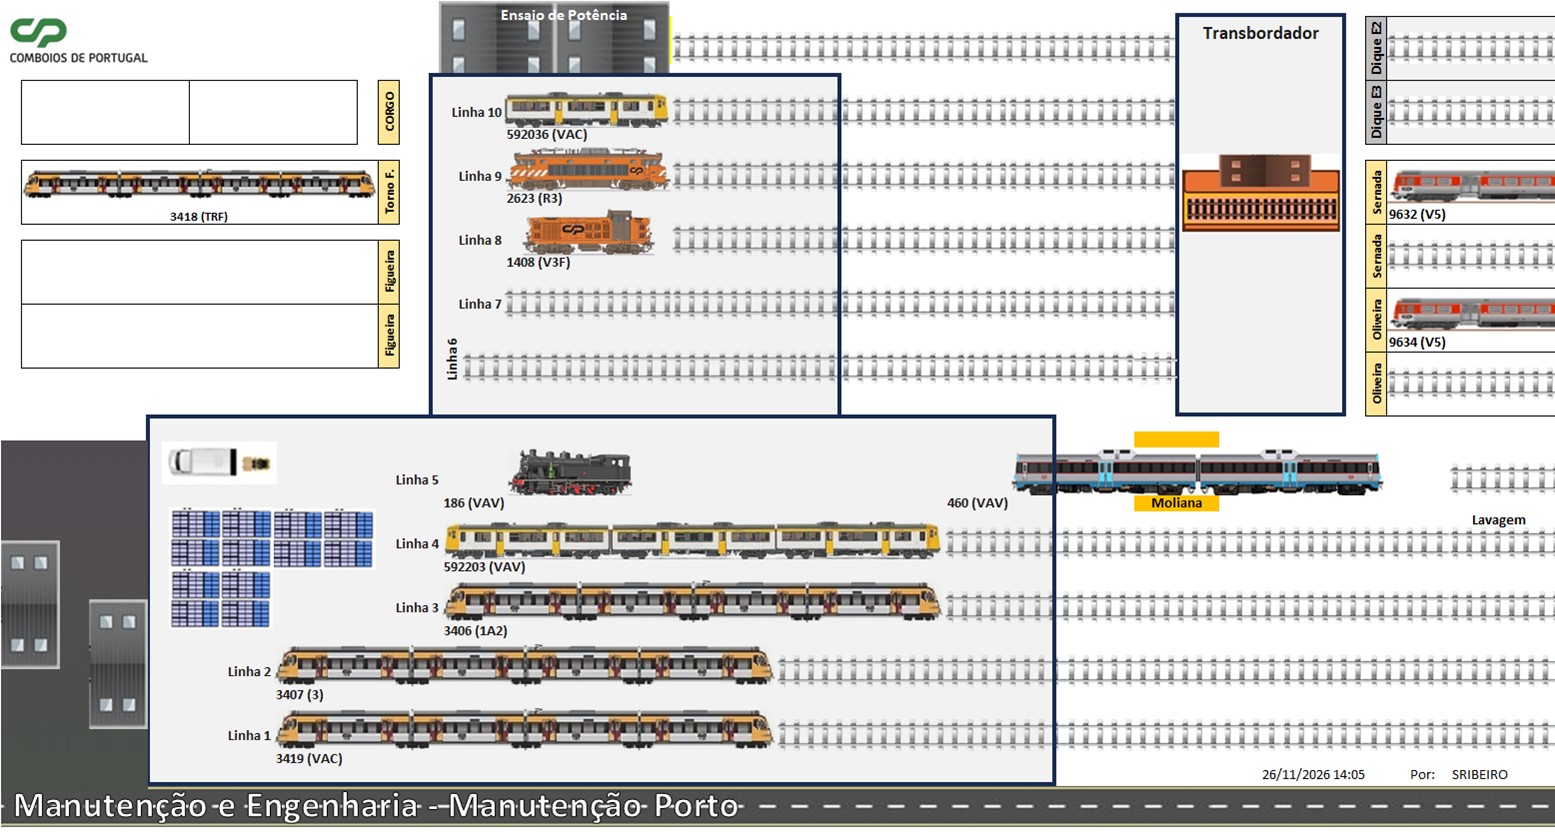 Ensaio de Potência
COMBOIOS DE PORTUGAL
Transbordador
Dique E2
Dique E3
CORGO
Linha 10
592036 (VAC)
Torno F.
3418 (TRF)
Linha 9
2623 (R3)
Sernada
9632 (V5)
Linha 8
1408 (V3F)
Sernada
Figueira
Linha 7
Oliveira
9634 (V5)
Figueira
Linha 6
Oliveira
Linha 5
186 (VAV)
460 (VAV)
Moliana
Lavagem
Linha 4
592203 (VAV)
Linha 3
3406 (1A2)
Linha 2
3407 (3)
Linha 1
3419 (VAC)
26/11/2026 14:05 Por: SRIBEIRO
Manutenção e Engenharia - Manutenção Porto